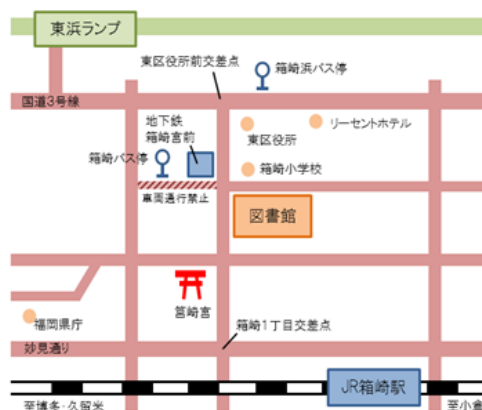 東浜ランプ
東区役所前交差点
箱崎浜バス停
国道3号線
地下鉄
箱崎宮前
リーセントホテル
東区役所
箱崎バス停
箱崎小学校
車両通行禁止
図書館
筥崎宮
福岡県庁
箱崎1丁目交差点
妙見通り
JR箱崎駅
至博多・久留米
至小倉